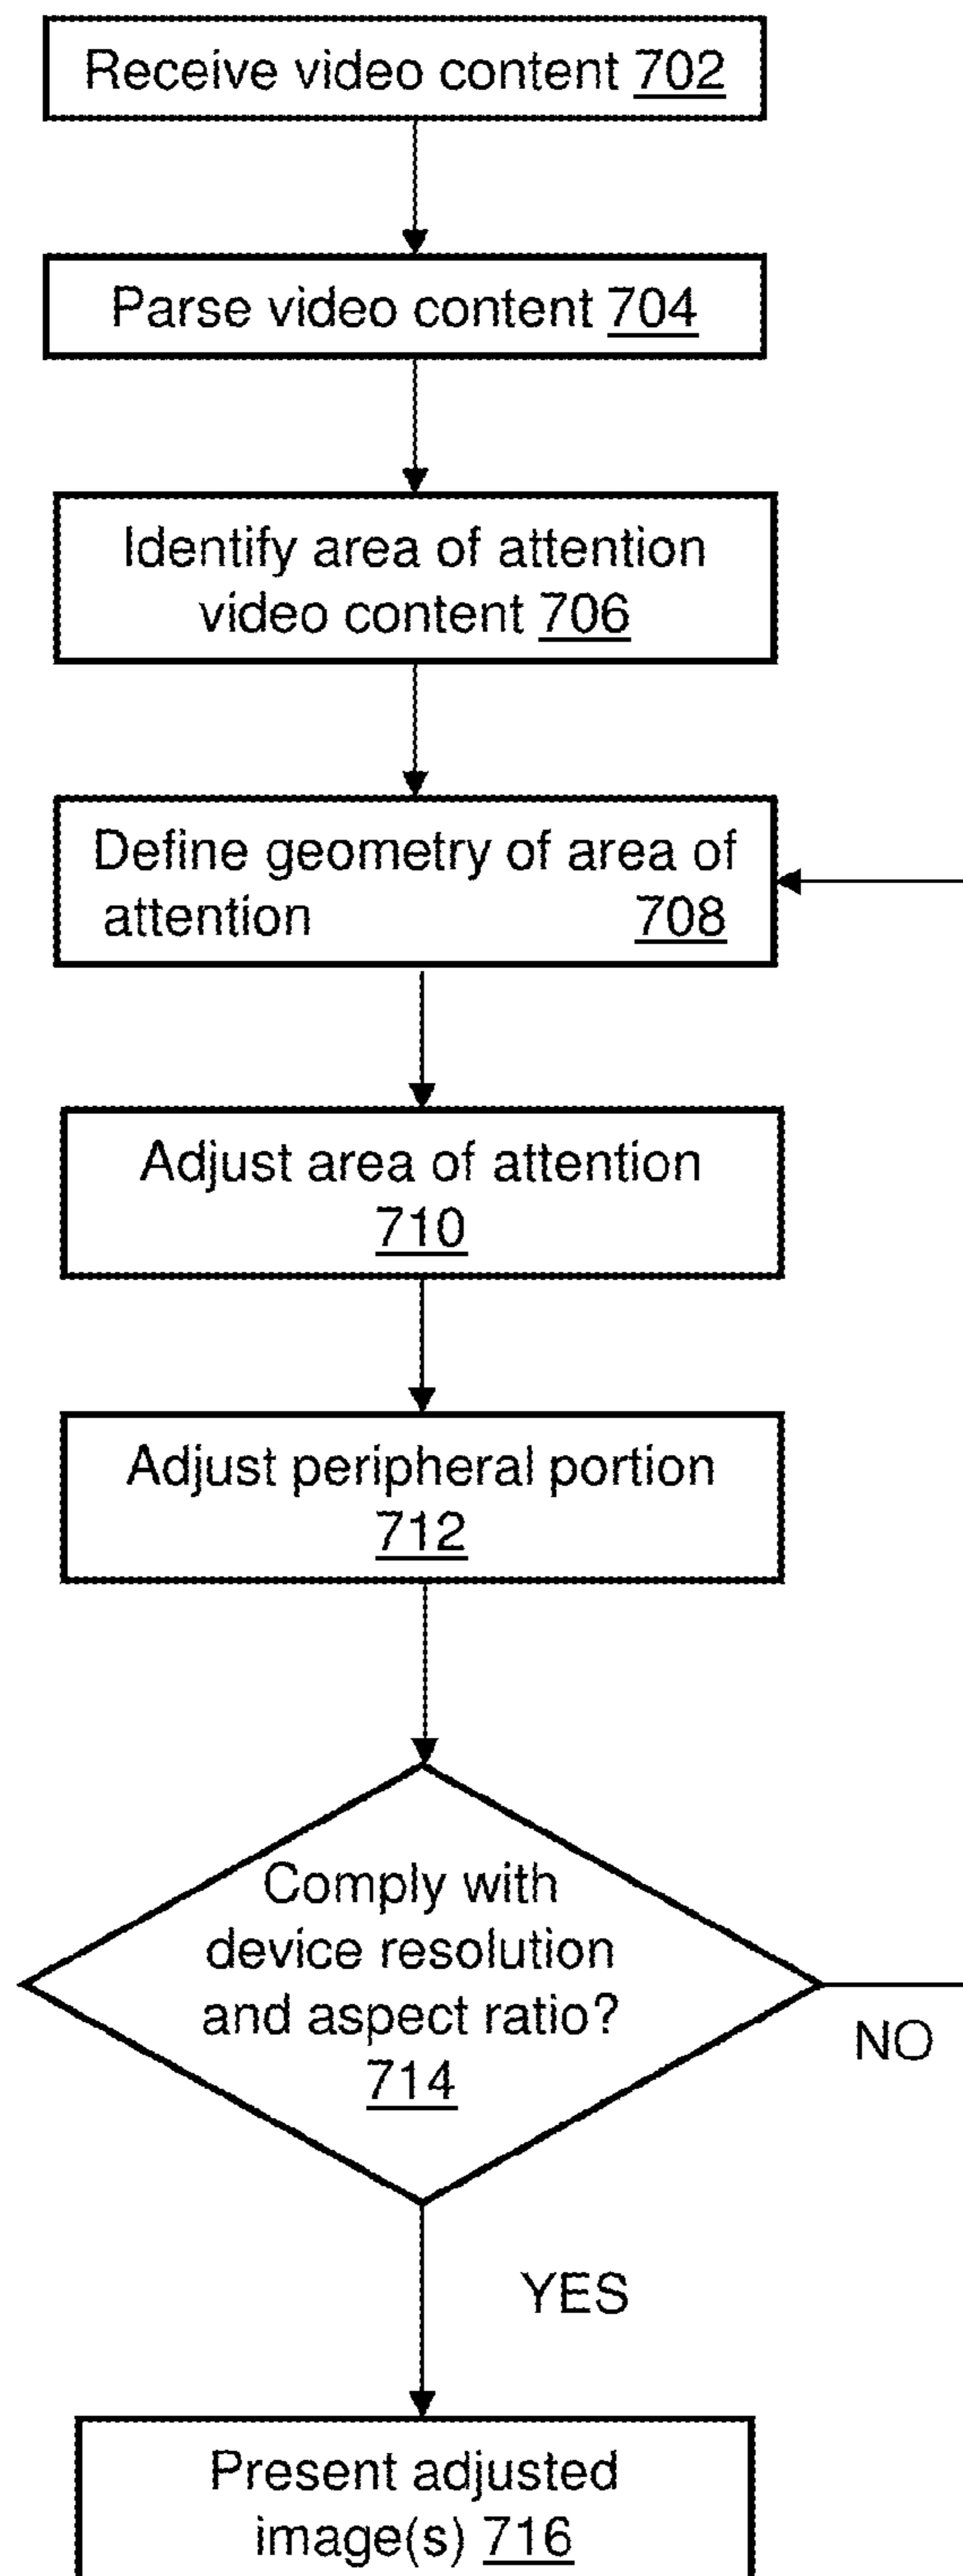 Receive video content 702
Parse video content 704
Identify area of attention
video content 706
Define geometry of area of
attention 708
Adjust area of attention
710
Adjust peripheral portion
712
Comply with
device resolution
and aspect ratio?
714
NO
YES
Present adjusted
image(s) 716